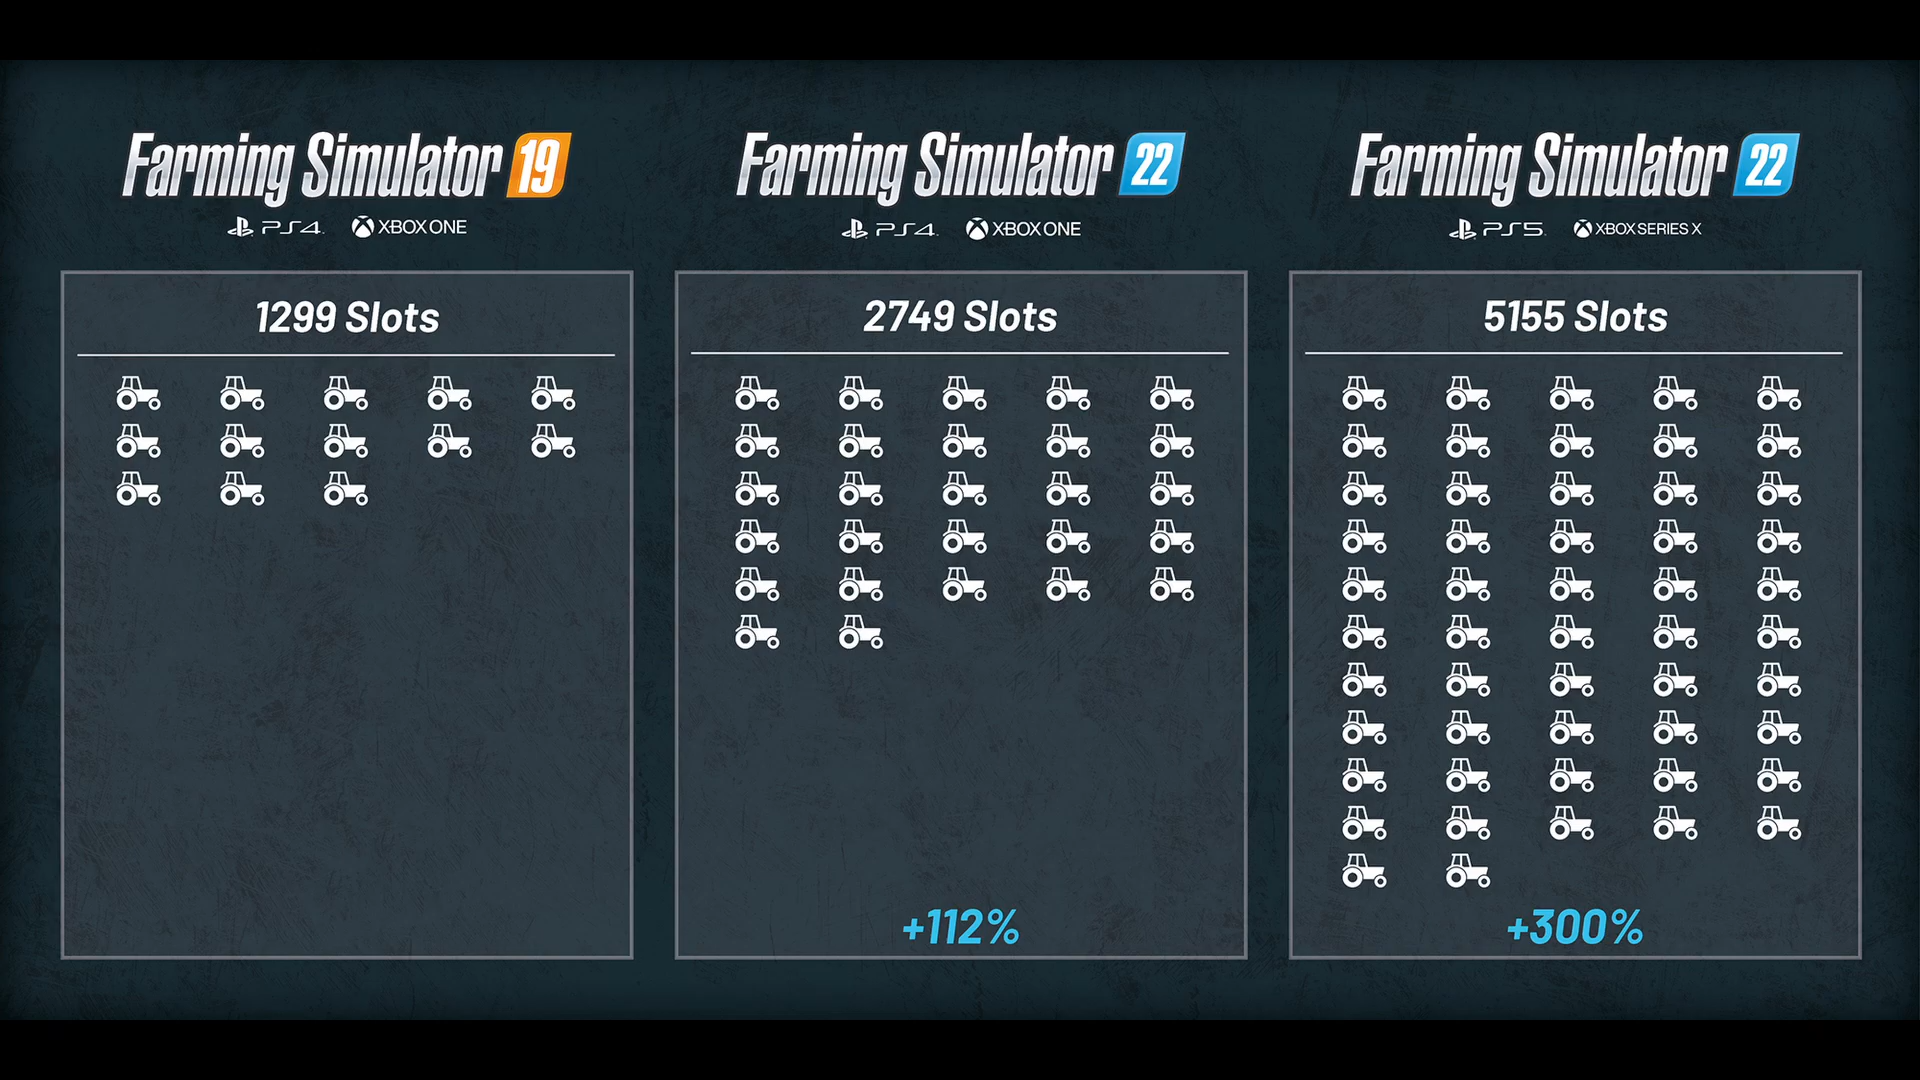 Farming Simulator 19
PS4 XBOX ONE
1299 Slots
Farming Simulator 22
PS4 XBOX ONE
2749 Slots
+112%
Farming Simulator 22
PS5 XBOX SERIES X
5155 Slots
+300%